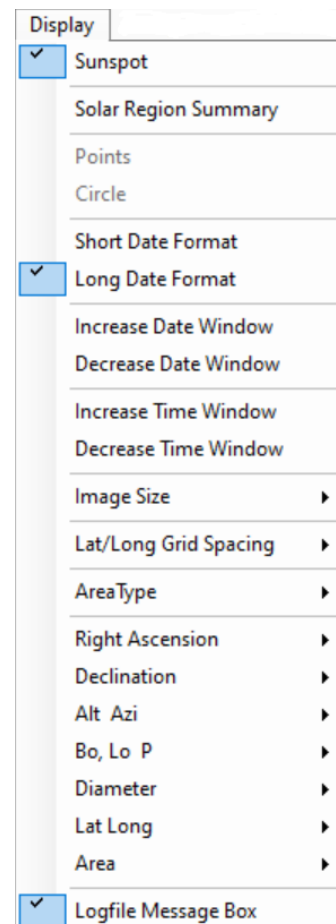 Display
Sunspot
Solar Region Summary
Points
Circle
Short Date Format
Long Date Format
Increase Date Window
Decrease Date Window
Increase Time Window
Decrease Time Window
Image Size
Lat/Long Grid Spacing
AreaType
Right Ascension
Declination
Alt  Azi
Bo, Lo  P
Diameter
Lat Long
Area
Logfile Message Box